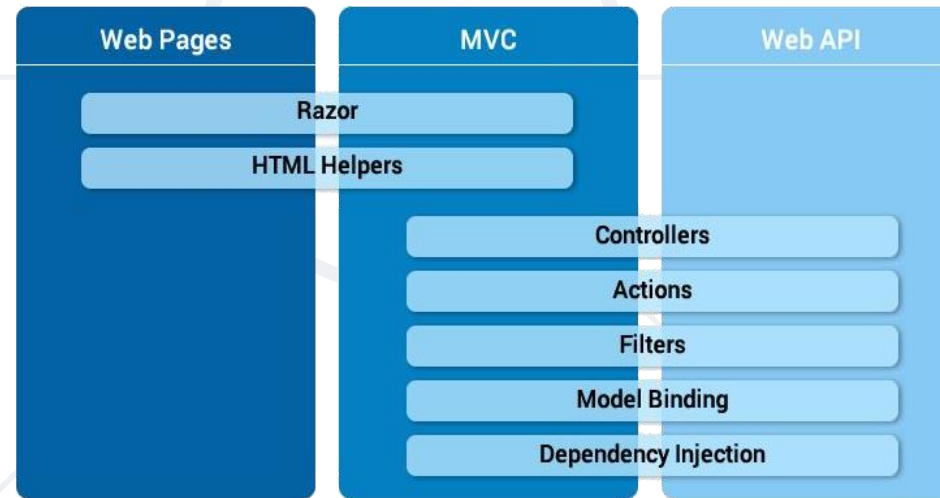 Web Pages
MVC
Web API
Razor
HTML Helpers
Controllers
Actions
Filters
Model Binding
Dependency Injection